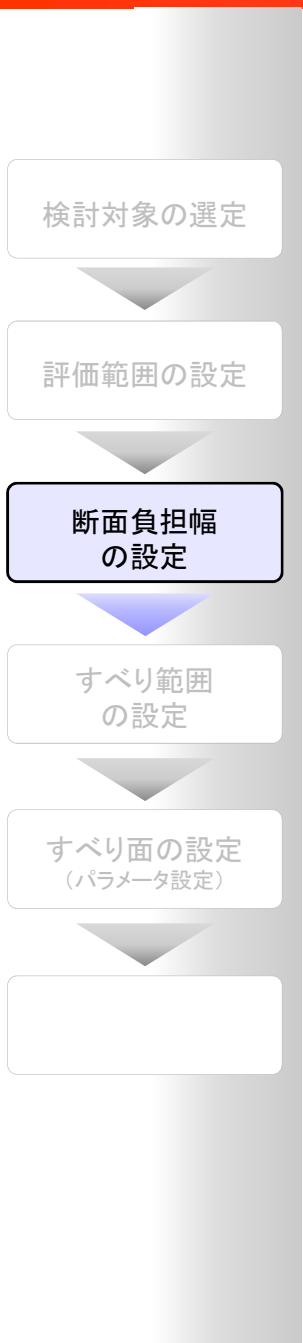 検討対象の選定
評価範囲の設定
断面負担幅
の設定
すべり範囲
の設定
すべり面の設定
（パラメータ設定）